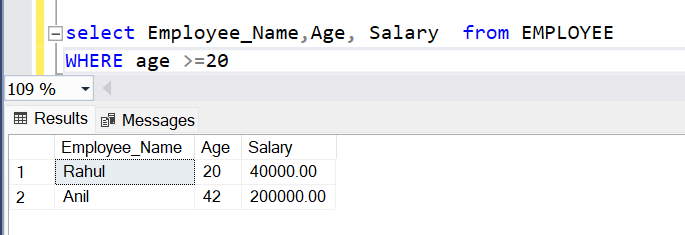 select Employee_Name,Age, Salary  from EMPLOYEE
WHERE age >=20
109 %
Results Messages
Employee_Name Age Salary
1 Rahul 20 40000.00
2 Anil 42 200000.00